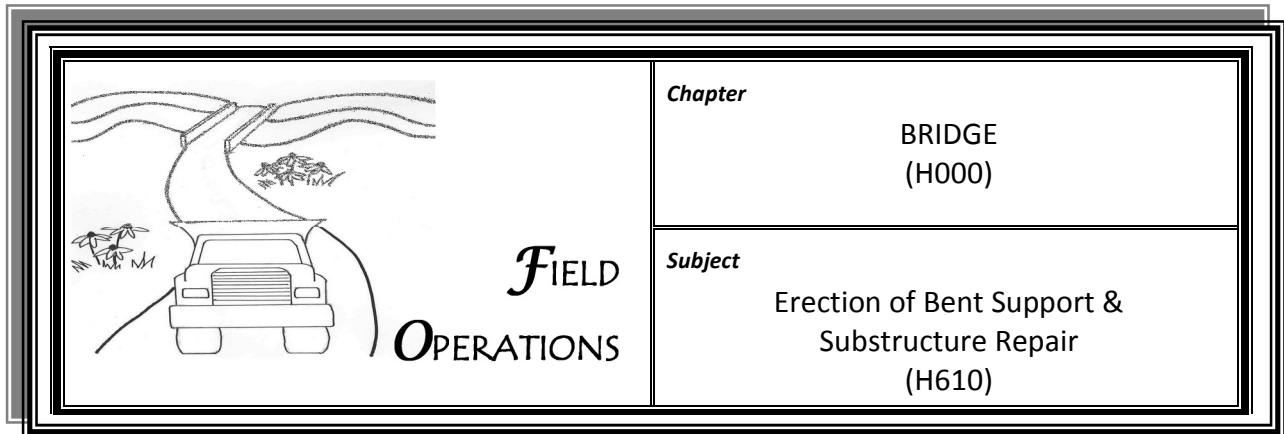 FIELD
OPERATIONS
Chapter
BRIDGE
(H000)
Subject
Erection of Bent Support &
Substructure Repair
(H610)